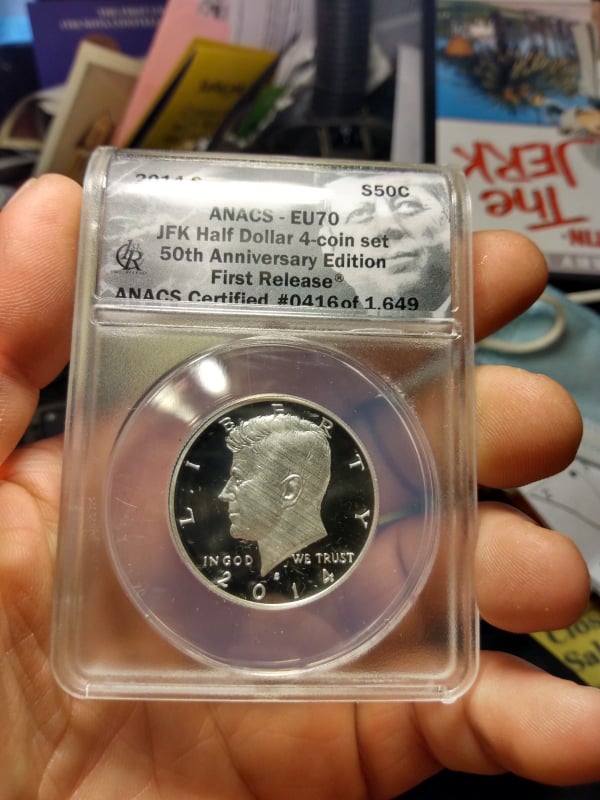 2014 S
S50C
ANACS - EU70
JFK Half Dollar 4-coin set
50th Anniversary Edition
First Release®
ANACS Certified #0416 of 1,649
LIBERTY
IN GOD WE TRUST
S
2014
The
JERK